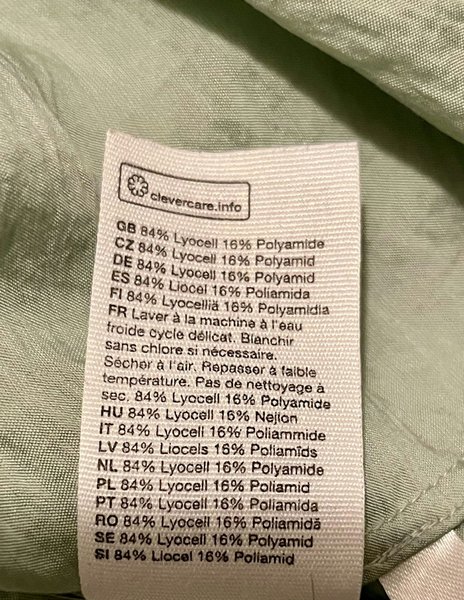 clevercare.info
GB 84% Lyocell 16% Polyamide
CZ 84% Lyocell 16% Polyamid
DE 84% Lyocell 16% Polyamid
ES 84% Liocel 16% Poliamida
FI 84% Lyocelliä 16% Polyamidia
FR Laver à la machine à l'eau
froide cycle délicat. Blanchir
sans chlore si nécessaire.
Sécher à l'air. Repasser à faible
température. Pas de nettoyage à
sec. 84% Lyocell 16% Polyamide
HU 84% Lyocell 16% Nejlon
IT 84% Lyocell 16% Poliammide
LV 84% Liocels 16% Poliamīds
NL 84% Lyocell 16% Polyamide
PL 84% Lyocell 16% Poliamid
PT 84% Lyocell 16% Poliamida
RO 84% Lyocell 16% Poliamidă
SE 84% Lyocell 16% Polyamid
SI 84% Liocel 16% Poliamid